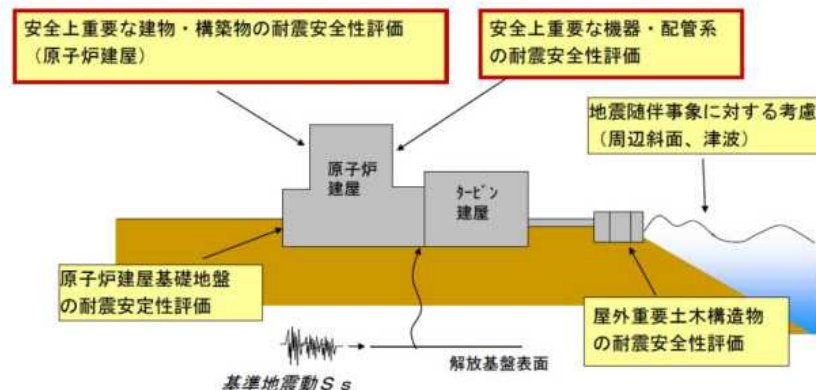 安全上重要な建物・構築物の耐震安全性評価
（原子炉建屋）
安全上重要な機器・配管系
の耐震安全性評価
地震随伴事象に対する考慮
（周辺斜面、津波）
原子炉
建屋
ﾀｰﾋﾞﾝ
建屋
原子炉建屋基礎地盤
の耐震安定性評価
屋外重要土木構造物
の耐震安全性評価
解放基盤表面
基準地震動Ｓｓ